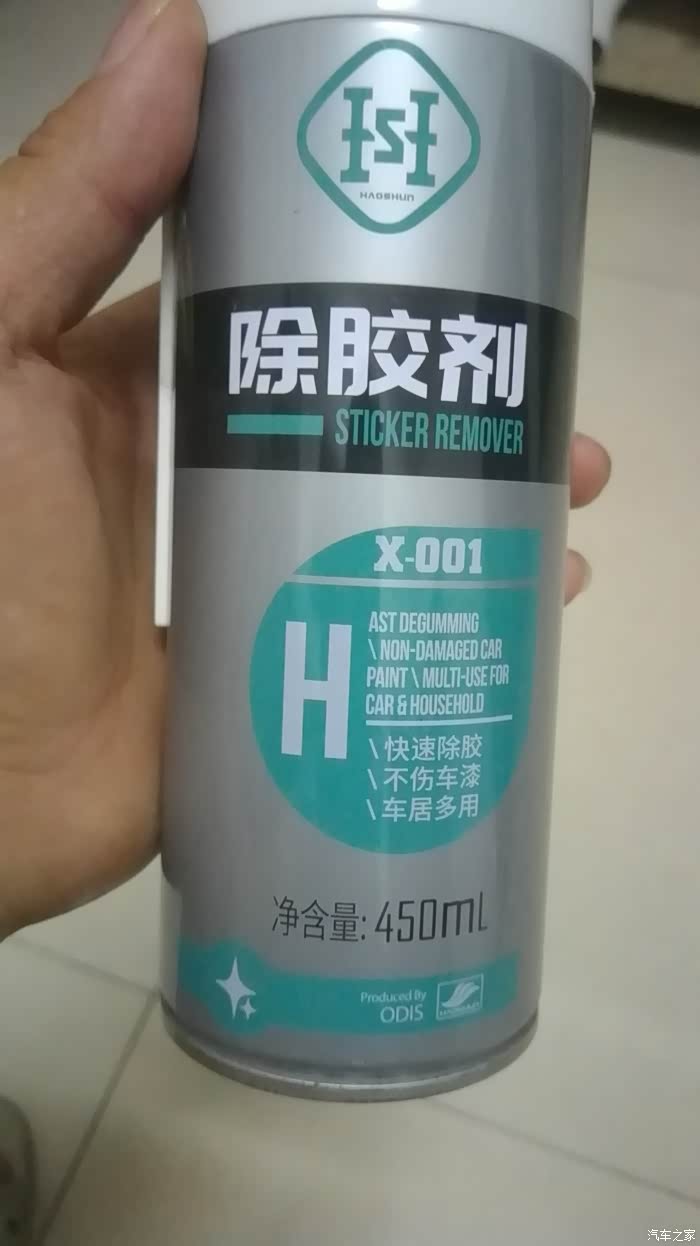 HSH
HAOSHUN
除胶剂
STICKER REMOVER
X-001
H
AST DEGUMMING
\ NON-DAMAGED CAR
PAINT \ MULTI-USE FOR
CAR & HOUSEHOLD
\ 快速除胶
\ 不伤车漆
\ 车居多用
净含量: 450mL
Produced By
ODIS
汽车之家